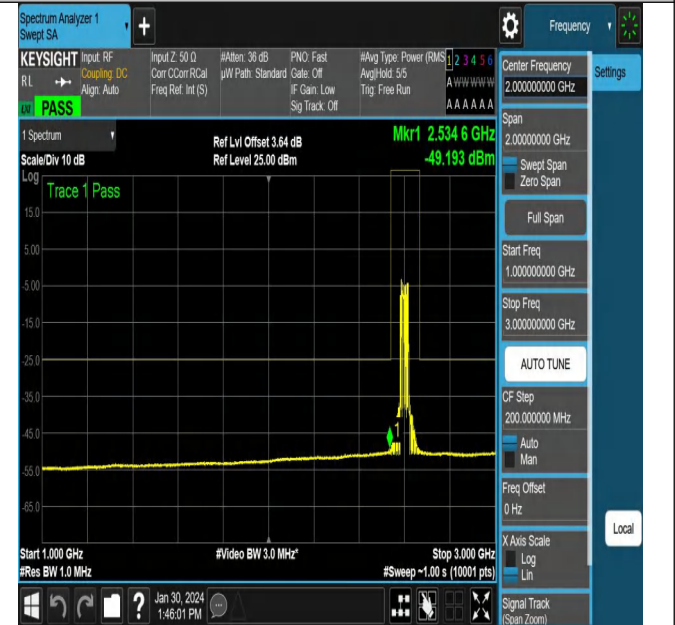 Spectrum Analyzer 1
Swept SA
+
Frequency
KEYSIGHT
RL
LXI
PASS
Input: RF
Coupling: DC
Align: Auto
Input Z: 50 Ω
Corr CCorr RCal
Freq Ref: Int (S)
#Atten: 36 dB
µW Path: Standard
PNO: Fast
Gate: Off
IF Gain: Low
Sig Track: Off
#Avg Type: Power (RMS
Avg|Hold: 5/5
Trig: Free Run
1 2 3 4 5 6
A W W W W W
A A A A A A
1 Spectrum
Scale/Div 10 dB
Ref Lvl Offset 3.64 dB
Ref Level 25.00 dBm
Mkr1 2.534 6 GHz
-49.193 dBm
Log
Trace 1 Pass
15.0
5.00
-5.00
-15.0
-25.0
-35.0
-45.0
-55.0
-65.0
1
Start 1.000 GHz
#Res BW 1.0 MHz
#Video BW 3.0 MHz*
Stop 3.000 GHz
#Sweep ~1.00 s (10001 pts)
?
Jan 30, 2024
1:46:01 PM
Center Frequency
2.000000000 GHz
Settings
Span
2.00000000 GHz
Swept Span
Zero Span
Full Span
Start Freq
1.000000000 GHz
Stop Freq
3.000000000 GHz
AUTO TUNE
CF Step
200.000000 MHz
Auto
Man
Freq Offset
0 Hz
X Axis Scale
Log
Lin
Local
Signal Track
(Span Zoom)